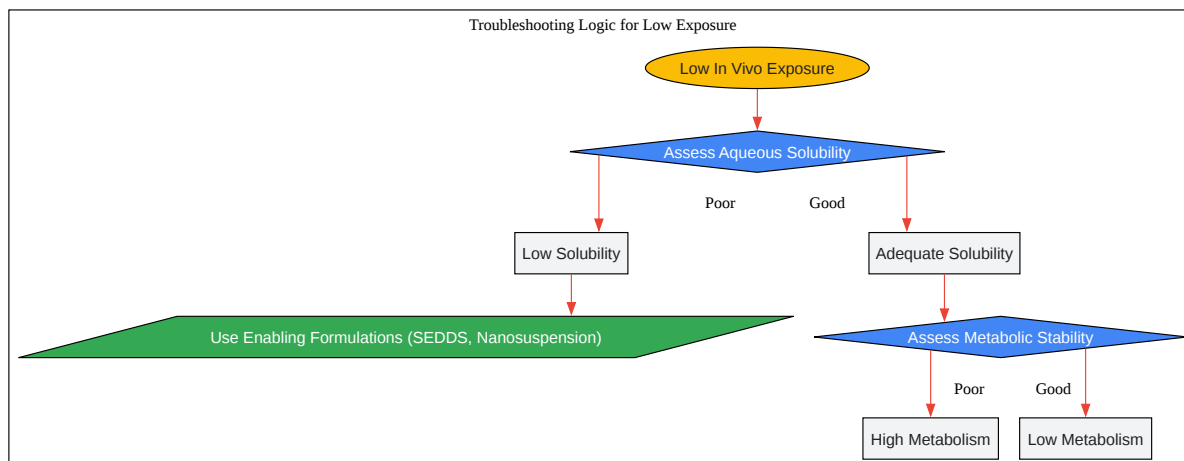 Troubleshooting Logic for Low Exposure
Low In Vivo Exposure
Assess Aqueous Solubility
Poor
Good
Low Solubility
Adequate Solubility
Use Enabling Formulations (SEDDS, Nanosuspension)
Assess Metabolic Stability
Poor
Good
High Metabolism
Low Metabolism